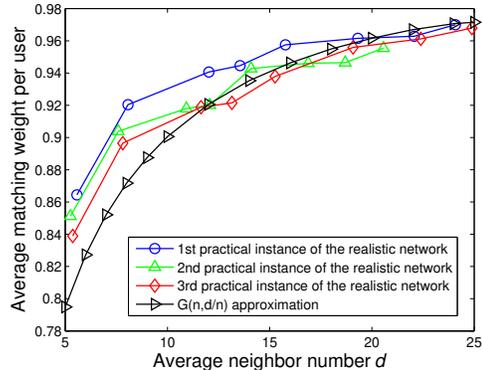 Average matching weight per user
0.98
0.96
0.94
0.92
0.9
0.88
0.86
0.84
0.82
0.8
0.78
1st practical instance of the realistic network
2nd practical instance of the realistic network
3rd practical instance of the realistic network
G(n,d/n) approximation
5 10 15 20 25
Average neighbor number d